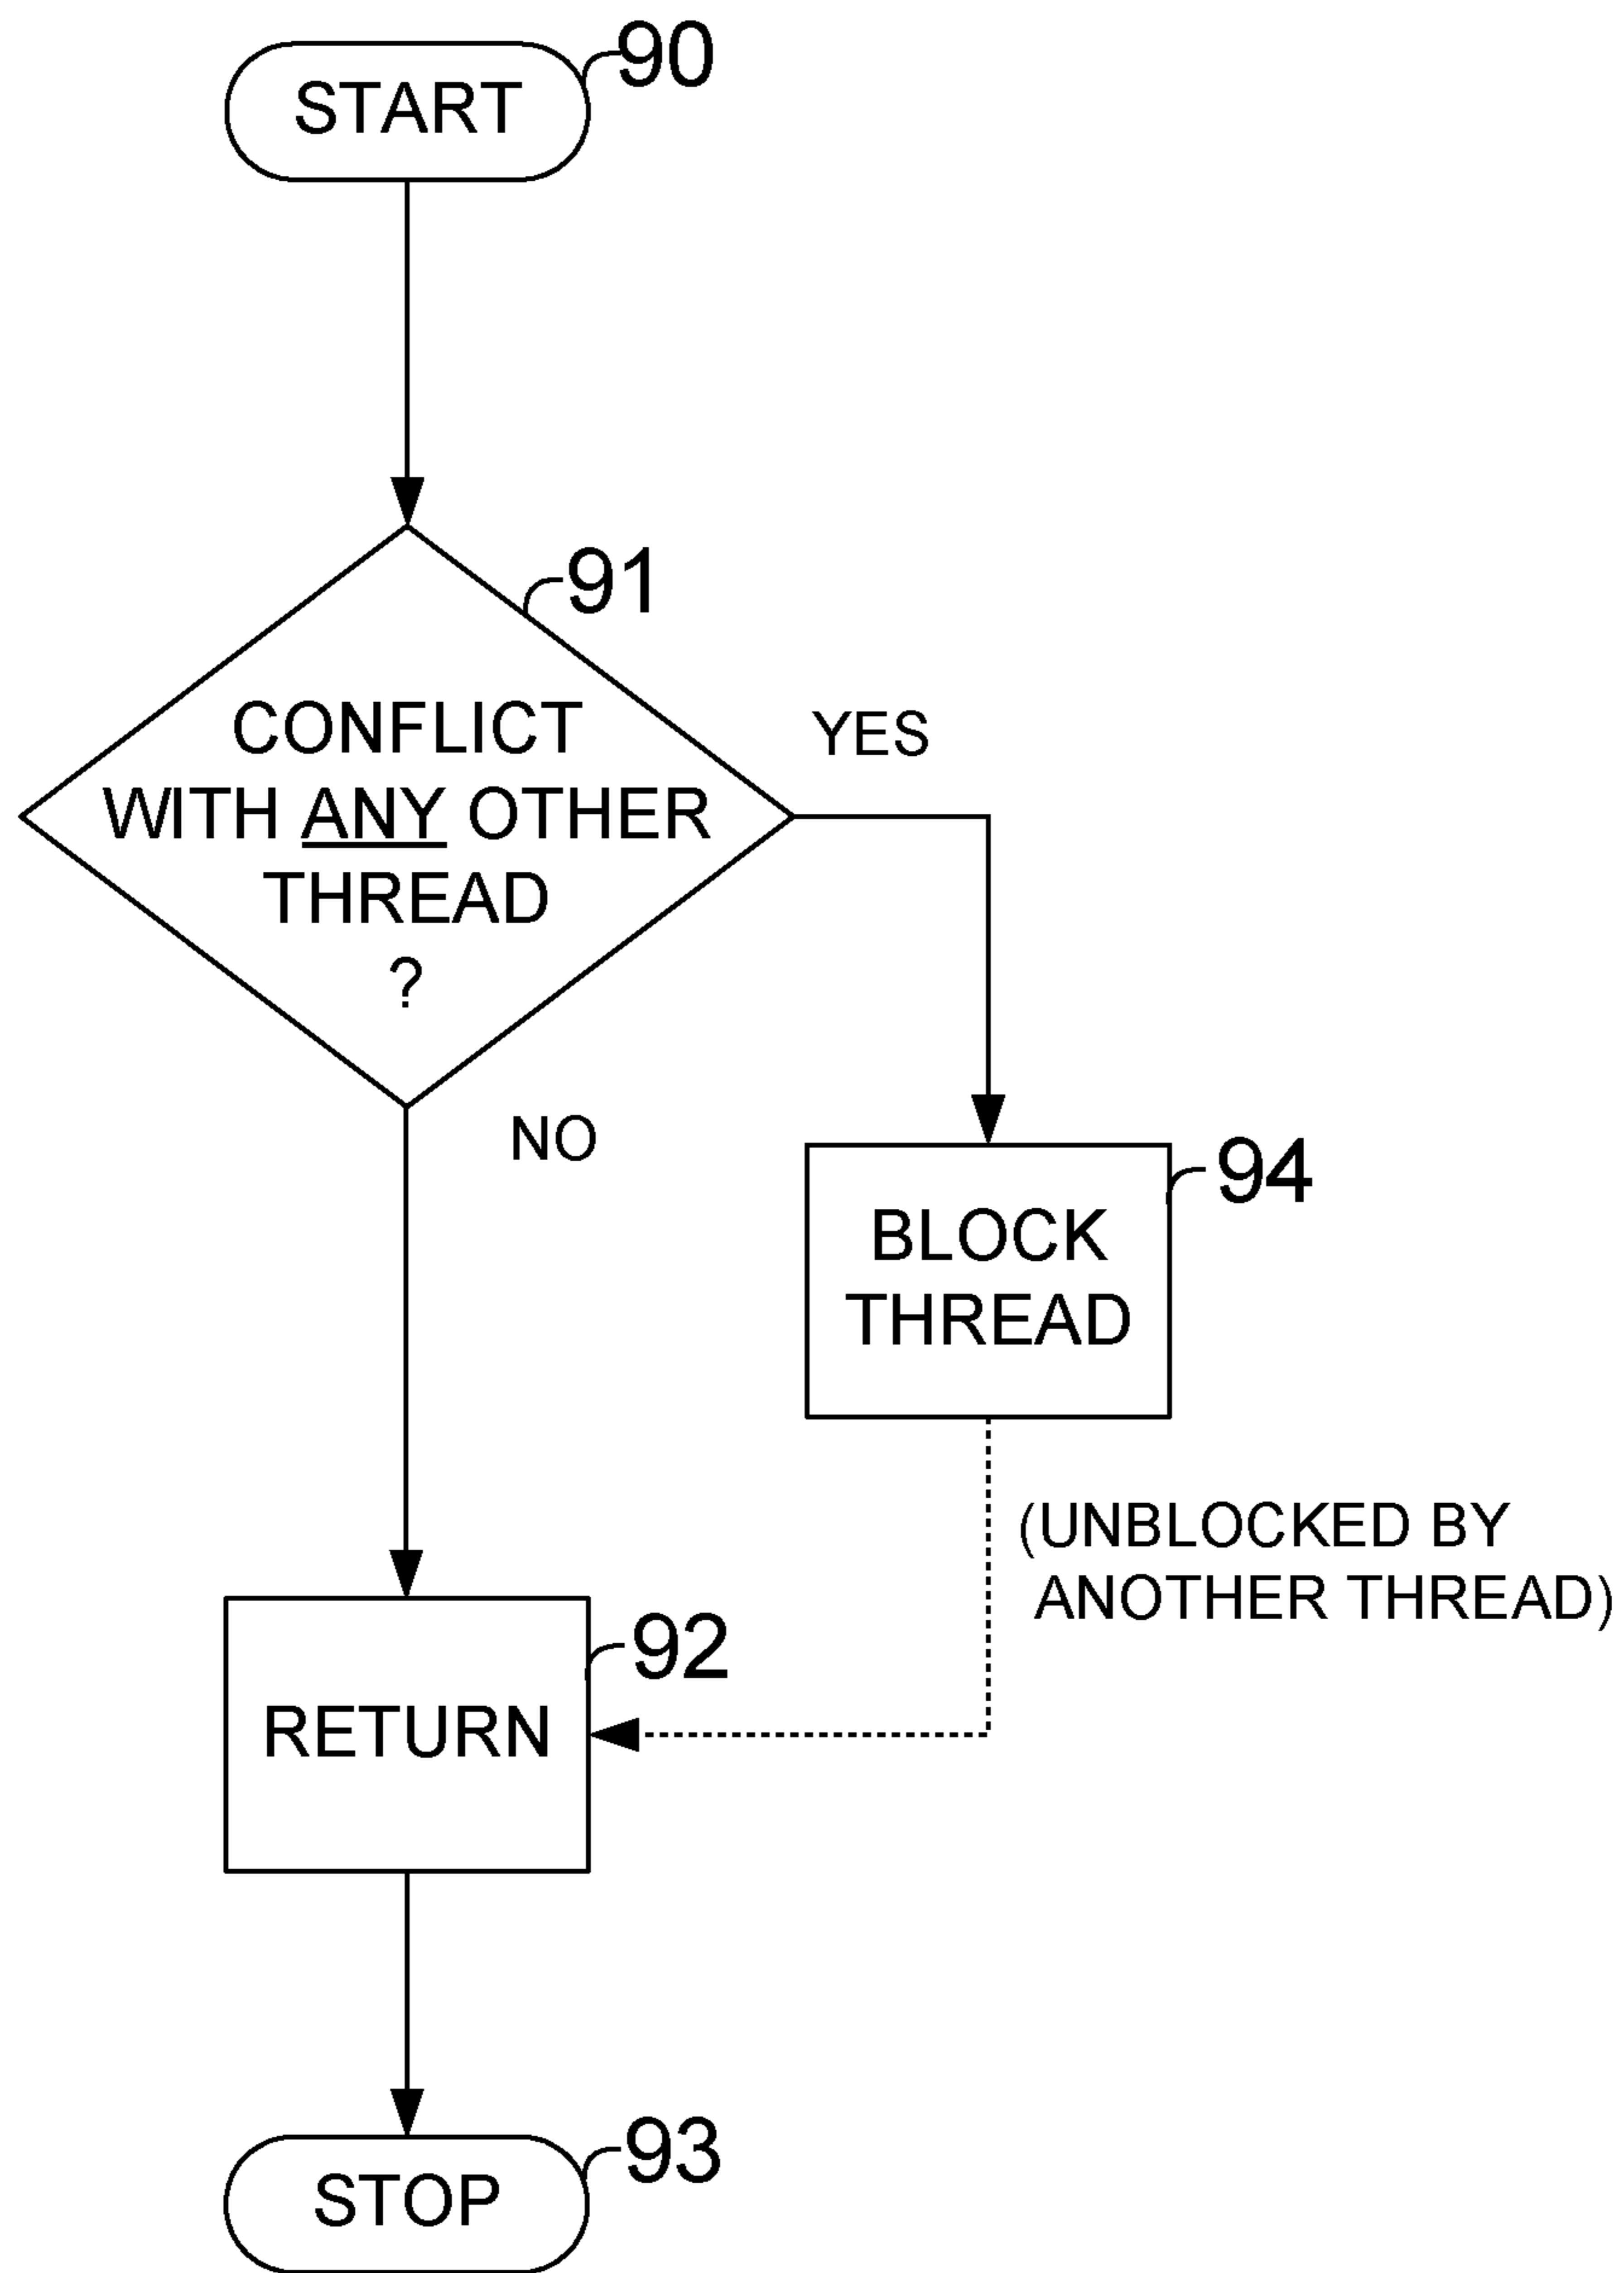 START
90
91
CONFLICT
WITH ANY OTHER
THREAD
?
YES
NO
94
BLOCK
THREAD
(UNBLOCKED BY
ANOTHER THREAD)
92
RETURN
93
STOP